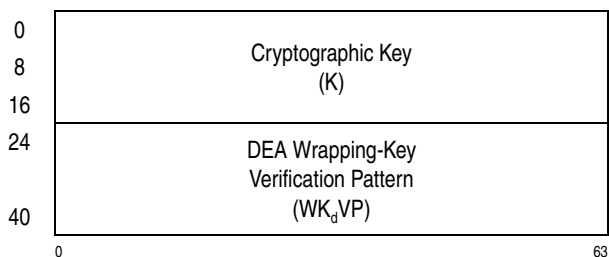 0
8
16
24
40
Cryptographic Key
(K)
DEA Wrapping-Key
Verification Pattern
(WKdVP)
0 63